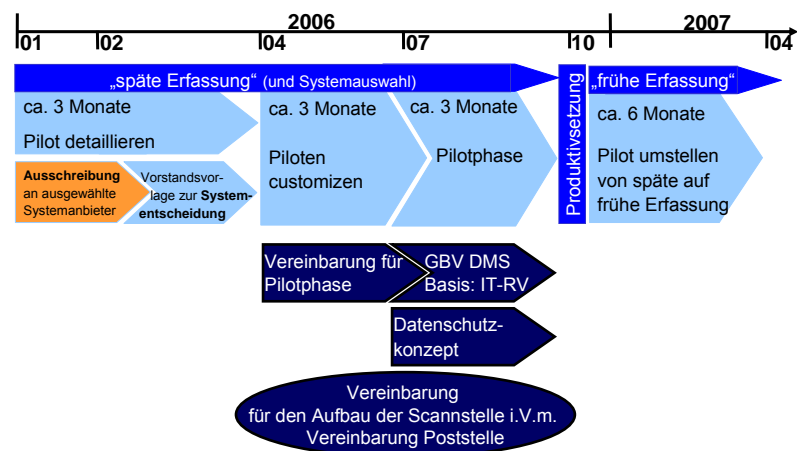 2006
2007
01
02
04
07
10
04
„späte Erfassung“ (und Systemauswahl)
„frühe Erfassung“
ca. 3 Monate
Pilot detaillieren
ca. 3 Monate
Piloten
customizen
ca. 3 Monate
Pilotphase
Produktivsetzung
ca. 6 Monate
Pilot umstellen
von späte auf
frühe Erfassung
Ausschreibung
an ausgewählte
Systemanbieter
Vorstandsvor-
lage zur System-
entscheidung
Vereinbarung für
Pilotphase
GBV DMS
Basis: IT-RV
Datenschutz-
konzept
Vereinbarung
für den Aufbau der Scannstelle i.V.m.
Vereinbarung Poststelle